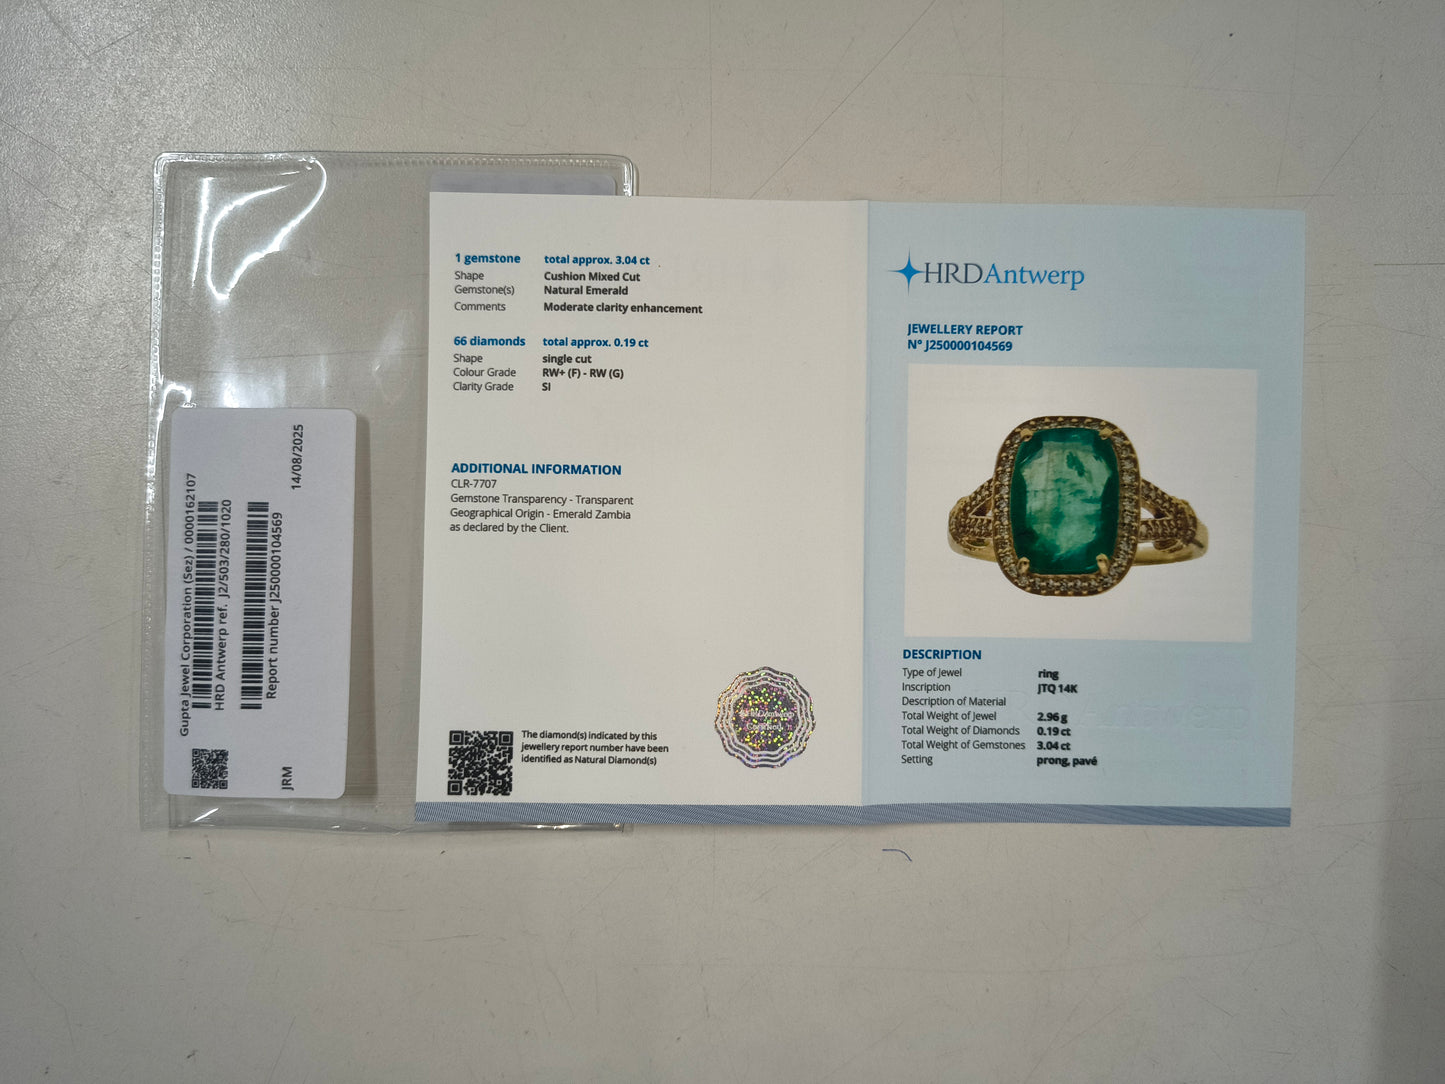 Gupta Jewel Corporation (Sez) / 0000162107
HRD Antwerp ref. J2/503/280/1020
Report number J250000104569
14/08/2025
JRM
1 gemstone total approx. 3.04 ct
Shape Cushion Mixed Cut
Gemstone(s) Natural Emerald
Comments Moderate clarity enhancement
66 diamonds total approx. 0.19 ct
Shape single cut
Colour Grade RW+ (F) - RW (G)
Clarity Grade SI
ADDITIONAL INFORMATION
CLR-7707
Gemstone Transparency - Transparent
Geographical Origin - Emerald Zambia
as declared by the Client.
The diamond(s) indicated by this
jewellery report number have been
identified as Natural Diamond(s)
HRDAntwerp
JEWELLERY REPORT
N° J250000104569
DESCRIPTION
Type of Jewel ring
Inscription JTQ 14K
Description of Material
Total Weight of Jewel 2.96 g
Total Weight of Diamonds 0.19 ct
Total Weight of Gemstones 3.04 ct
Setting prong, pavé